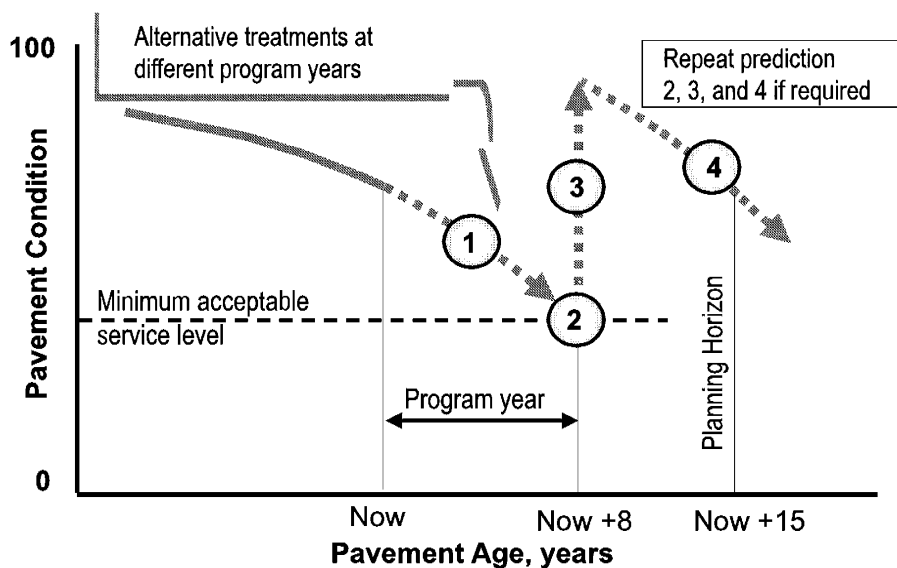 100
Alternative treatments at
different program years
Repeat prediction
2, 3, and 4 if required
Pavement Condition
1
2
3
4
Minimum acceptable
service level
Program year
Planning Horizon
0
Now
Now +8
Now +15
Pavement Age, years